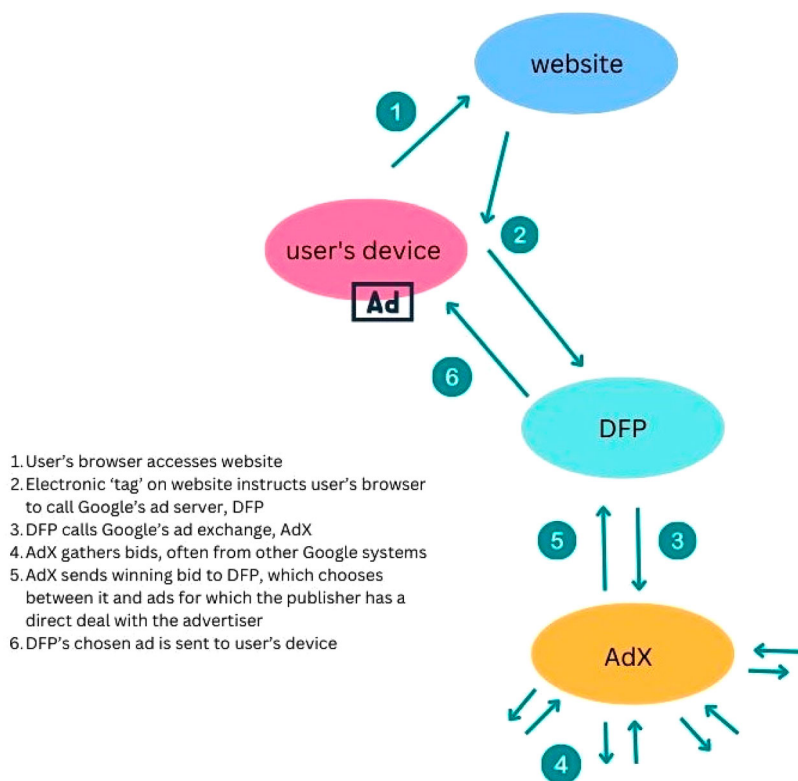 website
1
2
user's device
Ad
6
DFP
1. User’s browser accesses website
2. Electronic ‘tag’ on website instructs user’s browser
to call Google’s ad server, DFP
3. DFP calls Google’s ad exchange, AdX
4. AdX gathers bids, often from other Google systems
5. AdX sends winning bid to DFP, which chooses
between it and ads for which the publisher has a
direct deal with the advertiser
6. DFP’s chosen ad is sent to user’s device
5
3
AdX
4